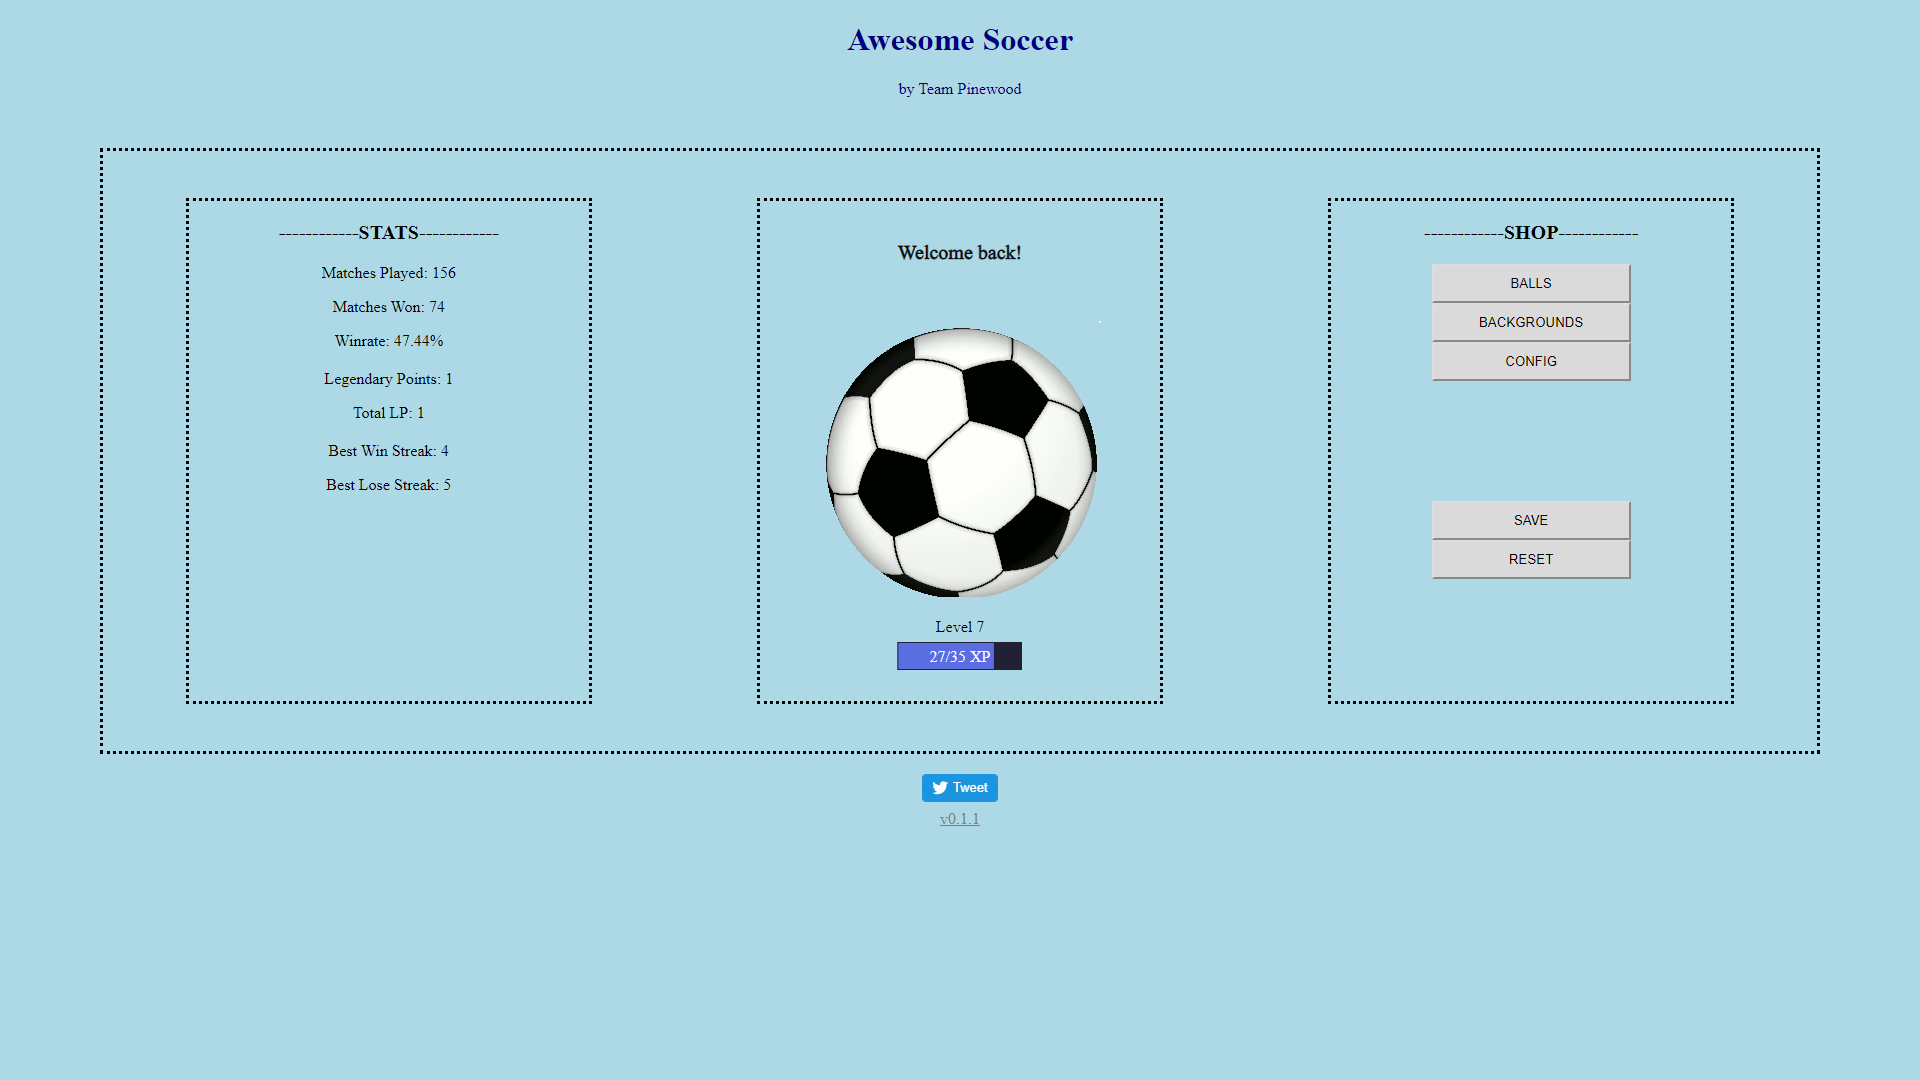 Awesome Soccer
by Team Pinewood
------------STATS------------
Matches Played: 156
Matches Won: 74
Winrate: 47.44%
Legendary Points: 1
Total LP: 1
Best Win Streak: 4
Best Lose Streak: 5
Welcome back!
Level 7
27/35 XP
------------SHOP------------
BALLS
BACKGROUNDS
CONFIG
SAVE
RESET
Tweet
v0.1.1